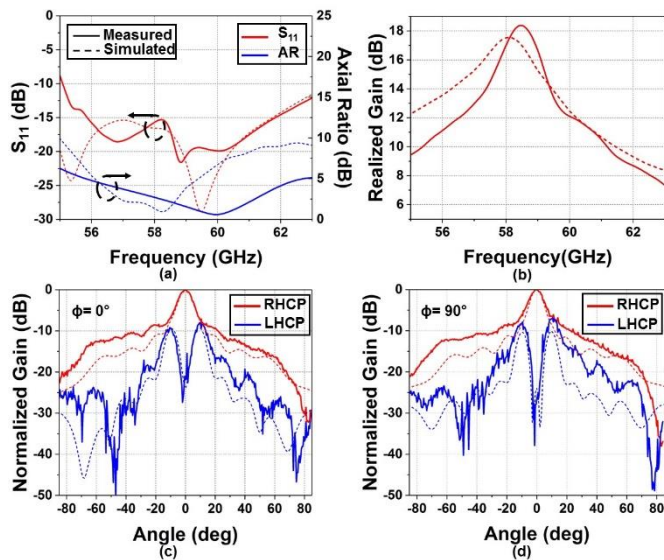 0
-5
-10
-15
-20
-25
-30
25
20
15
10
5
0
Measured
Simulated
S11
AR
S11 (dB)
Axial Ratio (dB)
56 58 60 62
Frequency (GHz)
(a)
18
16
14
12
10
8
6
Realized Gain (dB)
56 58 60 62
Frequency(GHz)
(b)
0
-10
-20
-30
-40
-50
ϕ= 0°
RHCP
LHCP
Normalized Gain (dB)
-80 -60 -40 -20 0 20 40 60 80
Angle (deg)
(c)
0
-10
-20
-30
-40
-50
ϕ= 90°
RHCP
LHCP
Normalized Gain (dB)
-80 -60 -40 -20 0 20 40 60 80
Angle (deg)
(d)